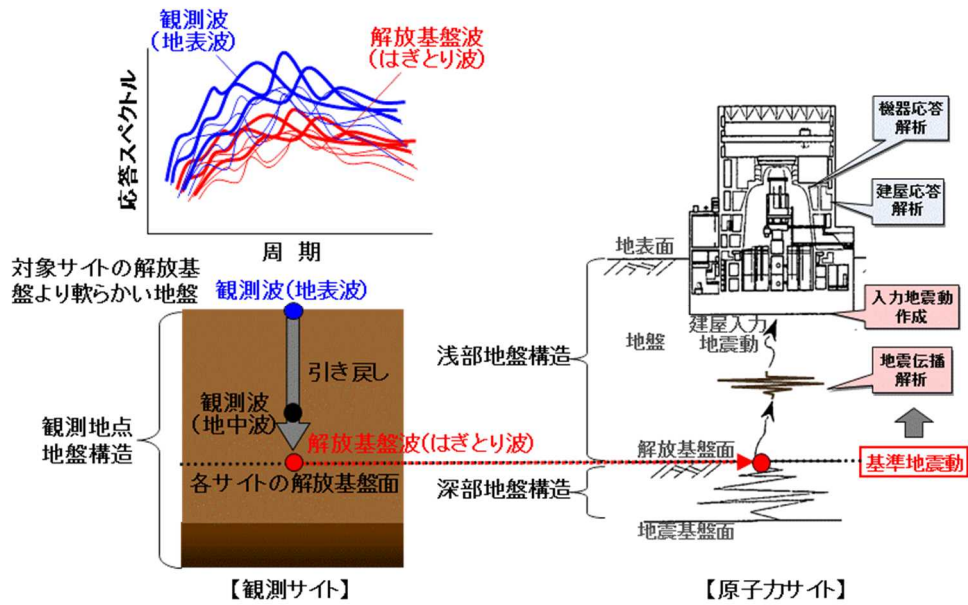 観測波
(地表波)
解放基盤波
(はぎとり波)
応答スペクトル
周 期
対象サイトの解放基
盤より軟らかい地盤
観測波(地表波)
引き戻し
観測波
(地中波)
解放基盤波(はぎとり波)
観測地点
地盤構造
各サイトの解放基盤面
【観測サイト】
機器応答
解析
建屋応答
解析
地表面
入力地震動
作成
建屋入力
地震動
地盤
浅部地盤構造
地震伝播
解析
解放基盤面
基準地震動
深部地盤構造
地震基盤面
【原子力サイト】